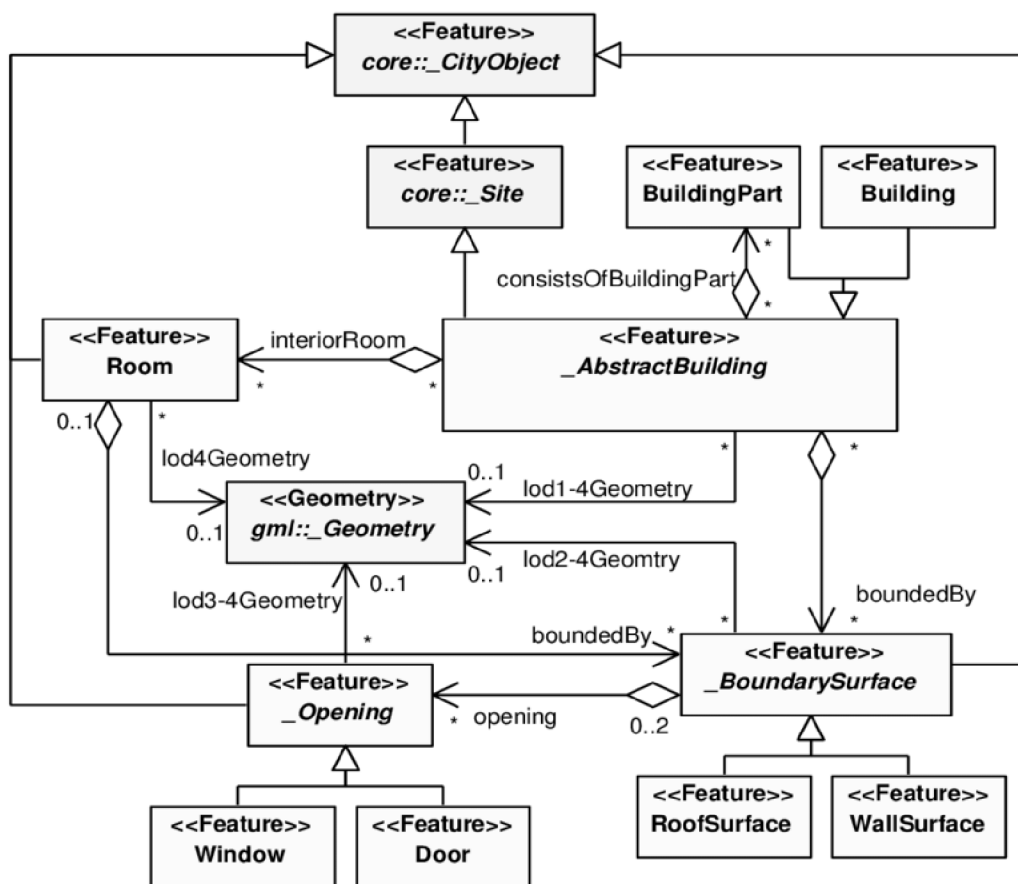 <<Feature>>
core::_CityObject
<<Feature>>
core::_Site
<<Feature>>
BuildingPart
<<Feature>>
Building
*
consistsOfBuildingPart
*
<<Feature>>
Room
interiorRoom
*
*
<<Feature>>
_AbstractBuilding
0..1
*
lod4Geometry
0..1
*
0..1
lod1-4Geometry
*
<<Geometry>>
gml::_Geometry
0..1
lod2-4Geomtry
*
0..1
lod3-4Geometry
*
boundedBy
*
boundedBy
*
<<Feature>>
_Opening
*
opening
0..2
<<Feature>>
_BoundarySurface
<<Feature>>
Window
<<Feature>>
Door
<<Feature>>
RoofSurface
<<Feature>>
WallSurface